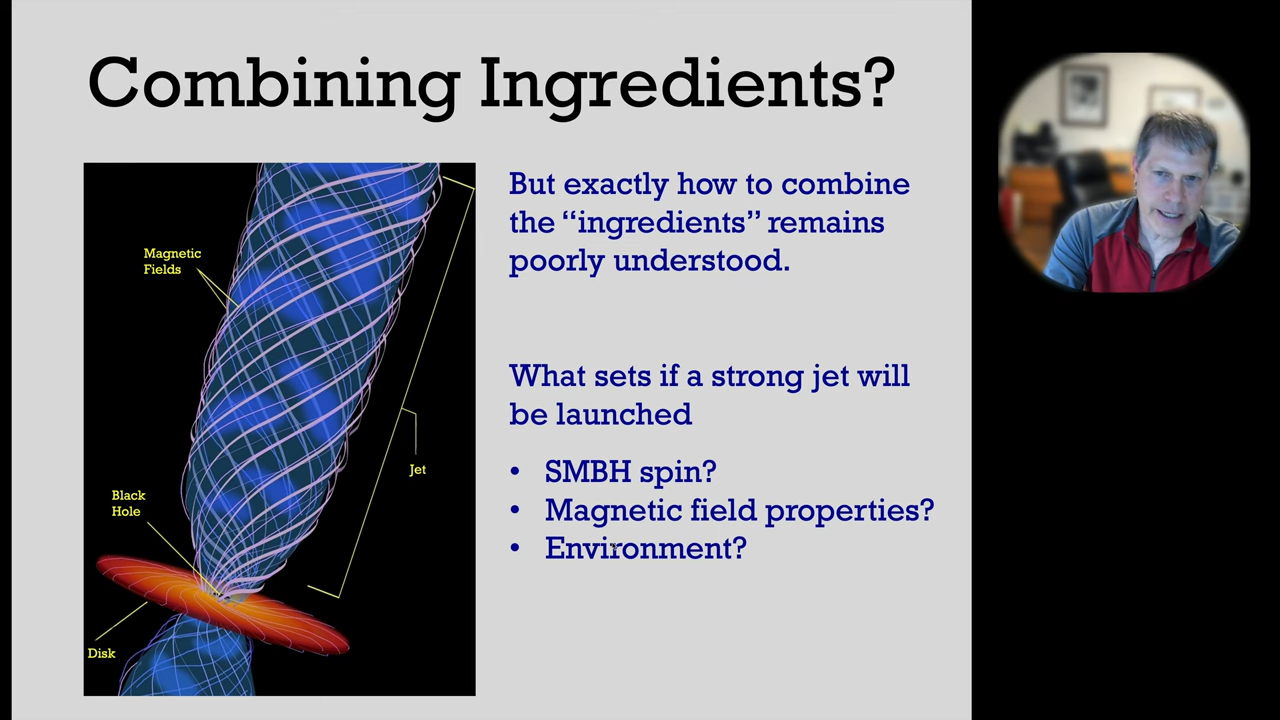 Combining Ingredients?
Magnetic
Fields
Jet
Black
Hole
Disk
But exactly how to combine
the “ingredients” remains
poorly understood.
What sets if a strong jet will
be launched
• SMBH spin?
• Magnetic field properties?
• Environment?